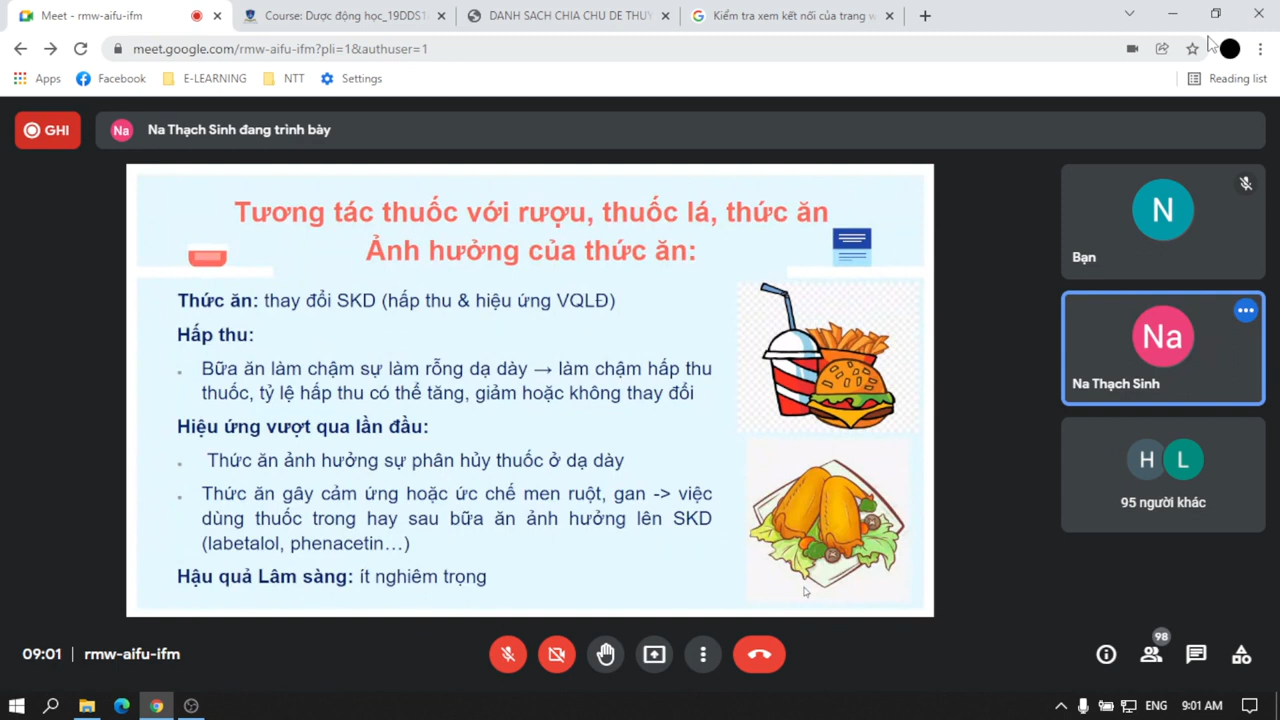 Meet - rmw-aifu-ifm
Course: Dược động học_19DDS1
DANH SACH CHIA CHU DE THUY
Kiểm tra xem kết nối của trang w
meet.google.com/rmw-aifu-ifm?pli=1&authuser=1
Apps
Facebook
E-LEARNING
NTT
Settings
Reading list
GHI
Na
Na Thạch Sinh đang trình bày
Tương tác thuốc với rượu, thuốc lá, thức ăn
Ảnh hưởng của thức ăn:
Thức ăn: thay đổi SKD (hấp thu & hiệu ứng VQLĐ)
Hấp thu:
Bữa ăn làm chậm sự làm rỗng dạ dày → làm chậm hấp thu
thuốc, tỷ lệ hấp thu có thể tăng, giảm hoặc không thay đổi
Hiệu ứng vượt qua lần đầu:
Thức ăn ảnh hưởng sự phân hủy thuốc ở dạ dày
Thức ăn gây cảm ứng hoặc ức chế men ruột, gan -> việc
dùng thuốc trong hay sau bữa ăn ảnh hưởng lên SKD
(labetalol, phenacetin…)
Hậu quả Lâm sàng: ít nghiêm trọng
N
Bạn
Na
Na Thạch Sinh
H
L
95 người khác
09:01 | rmw-aifu-ifm
98
ENG
9:01 AM